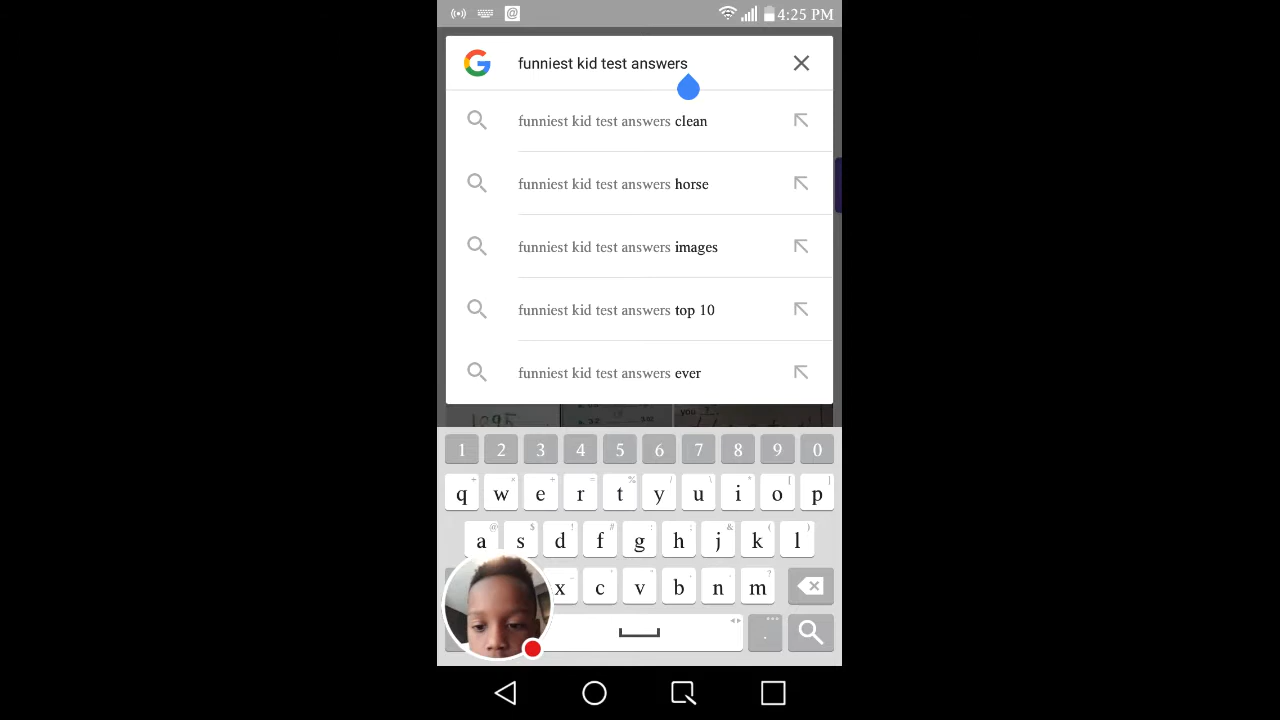 4:25 PM
funniest kid test answers
funniest kid test answers clean
funniest kid test answers horse
funniest kid test answers images
funniest kid test answers top 10
funniest kid test answers ever
1095
you ?
1 2 3 4 5 6 7 8 9 0
q w e r t y u i o p
a s d f g h j k l
x c v b n m
.